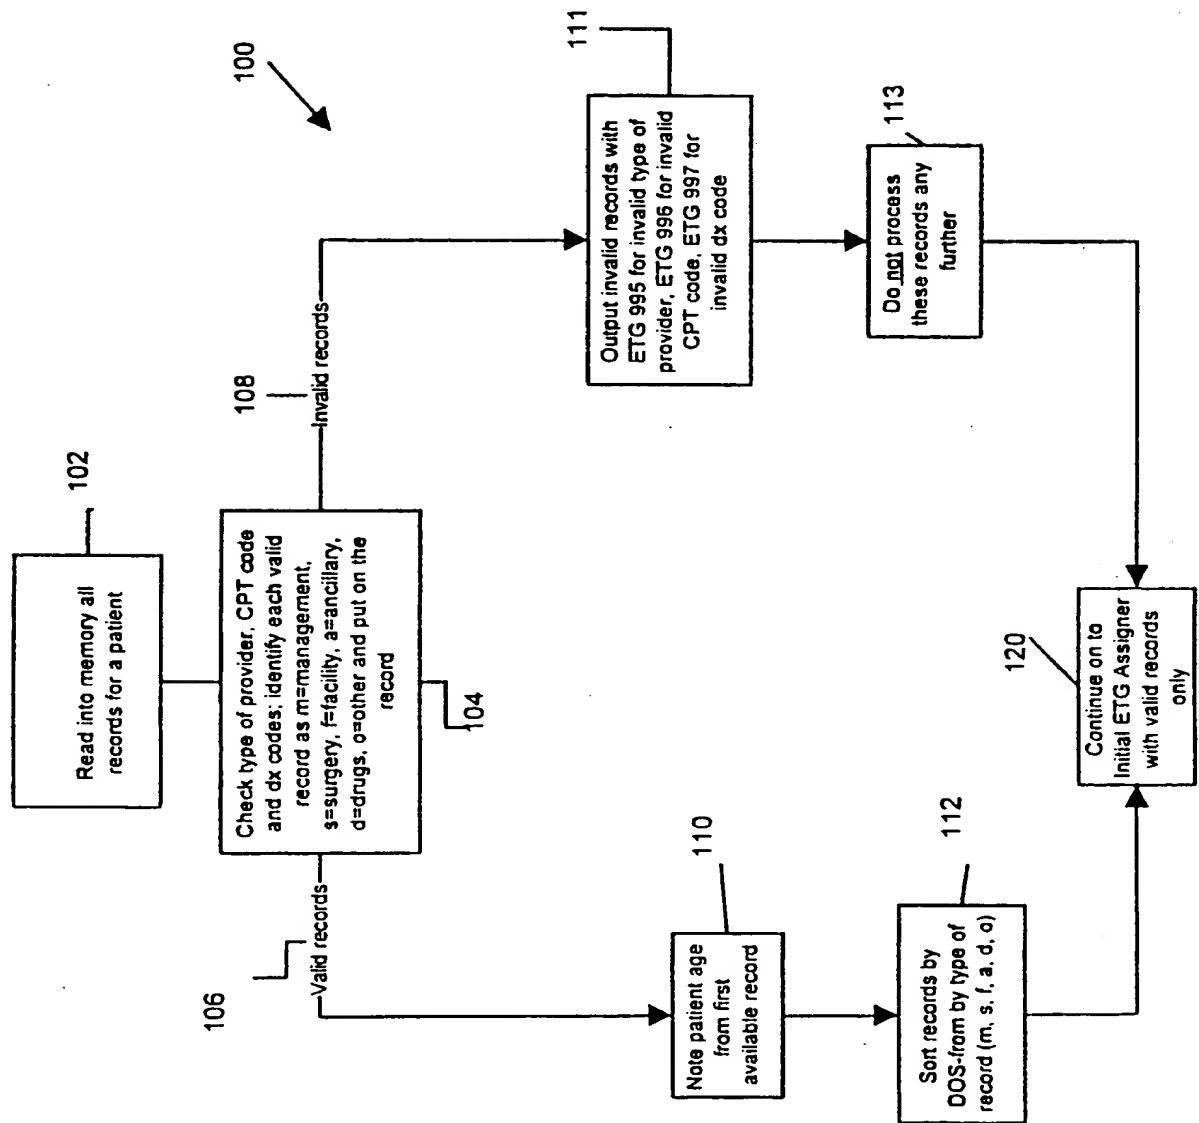 100
102
Read into memory all
records for a patient
Check type of provider, CPT code
and dx codes; identify each valid
record as m=management,
s=surgery, f=facility, a=ancillary,
d=drugs, o=other and put on the
record
104
106
Valid records
108
Invalid records
110
Note patient age
from first
available record
112
Sort records by
DOS-from by type of
record (m, s, f, a, d, o)
111
Output invalid records with
ETG 995 for invalid type of
provider, ETG 996 for invalid
CPT code, ETG 997 for
invalid dx code
113
Do not process
these records any
further
120
Continue on to
Initial ETG Assigner
with valid records
only